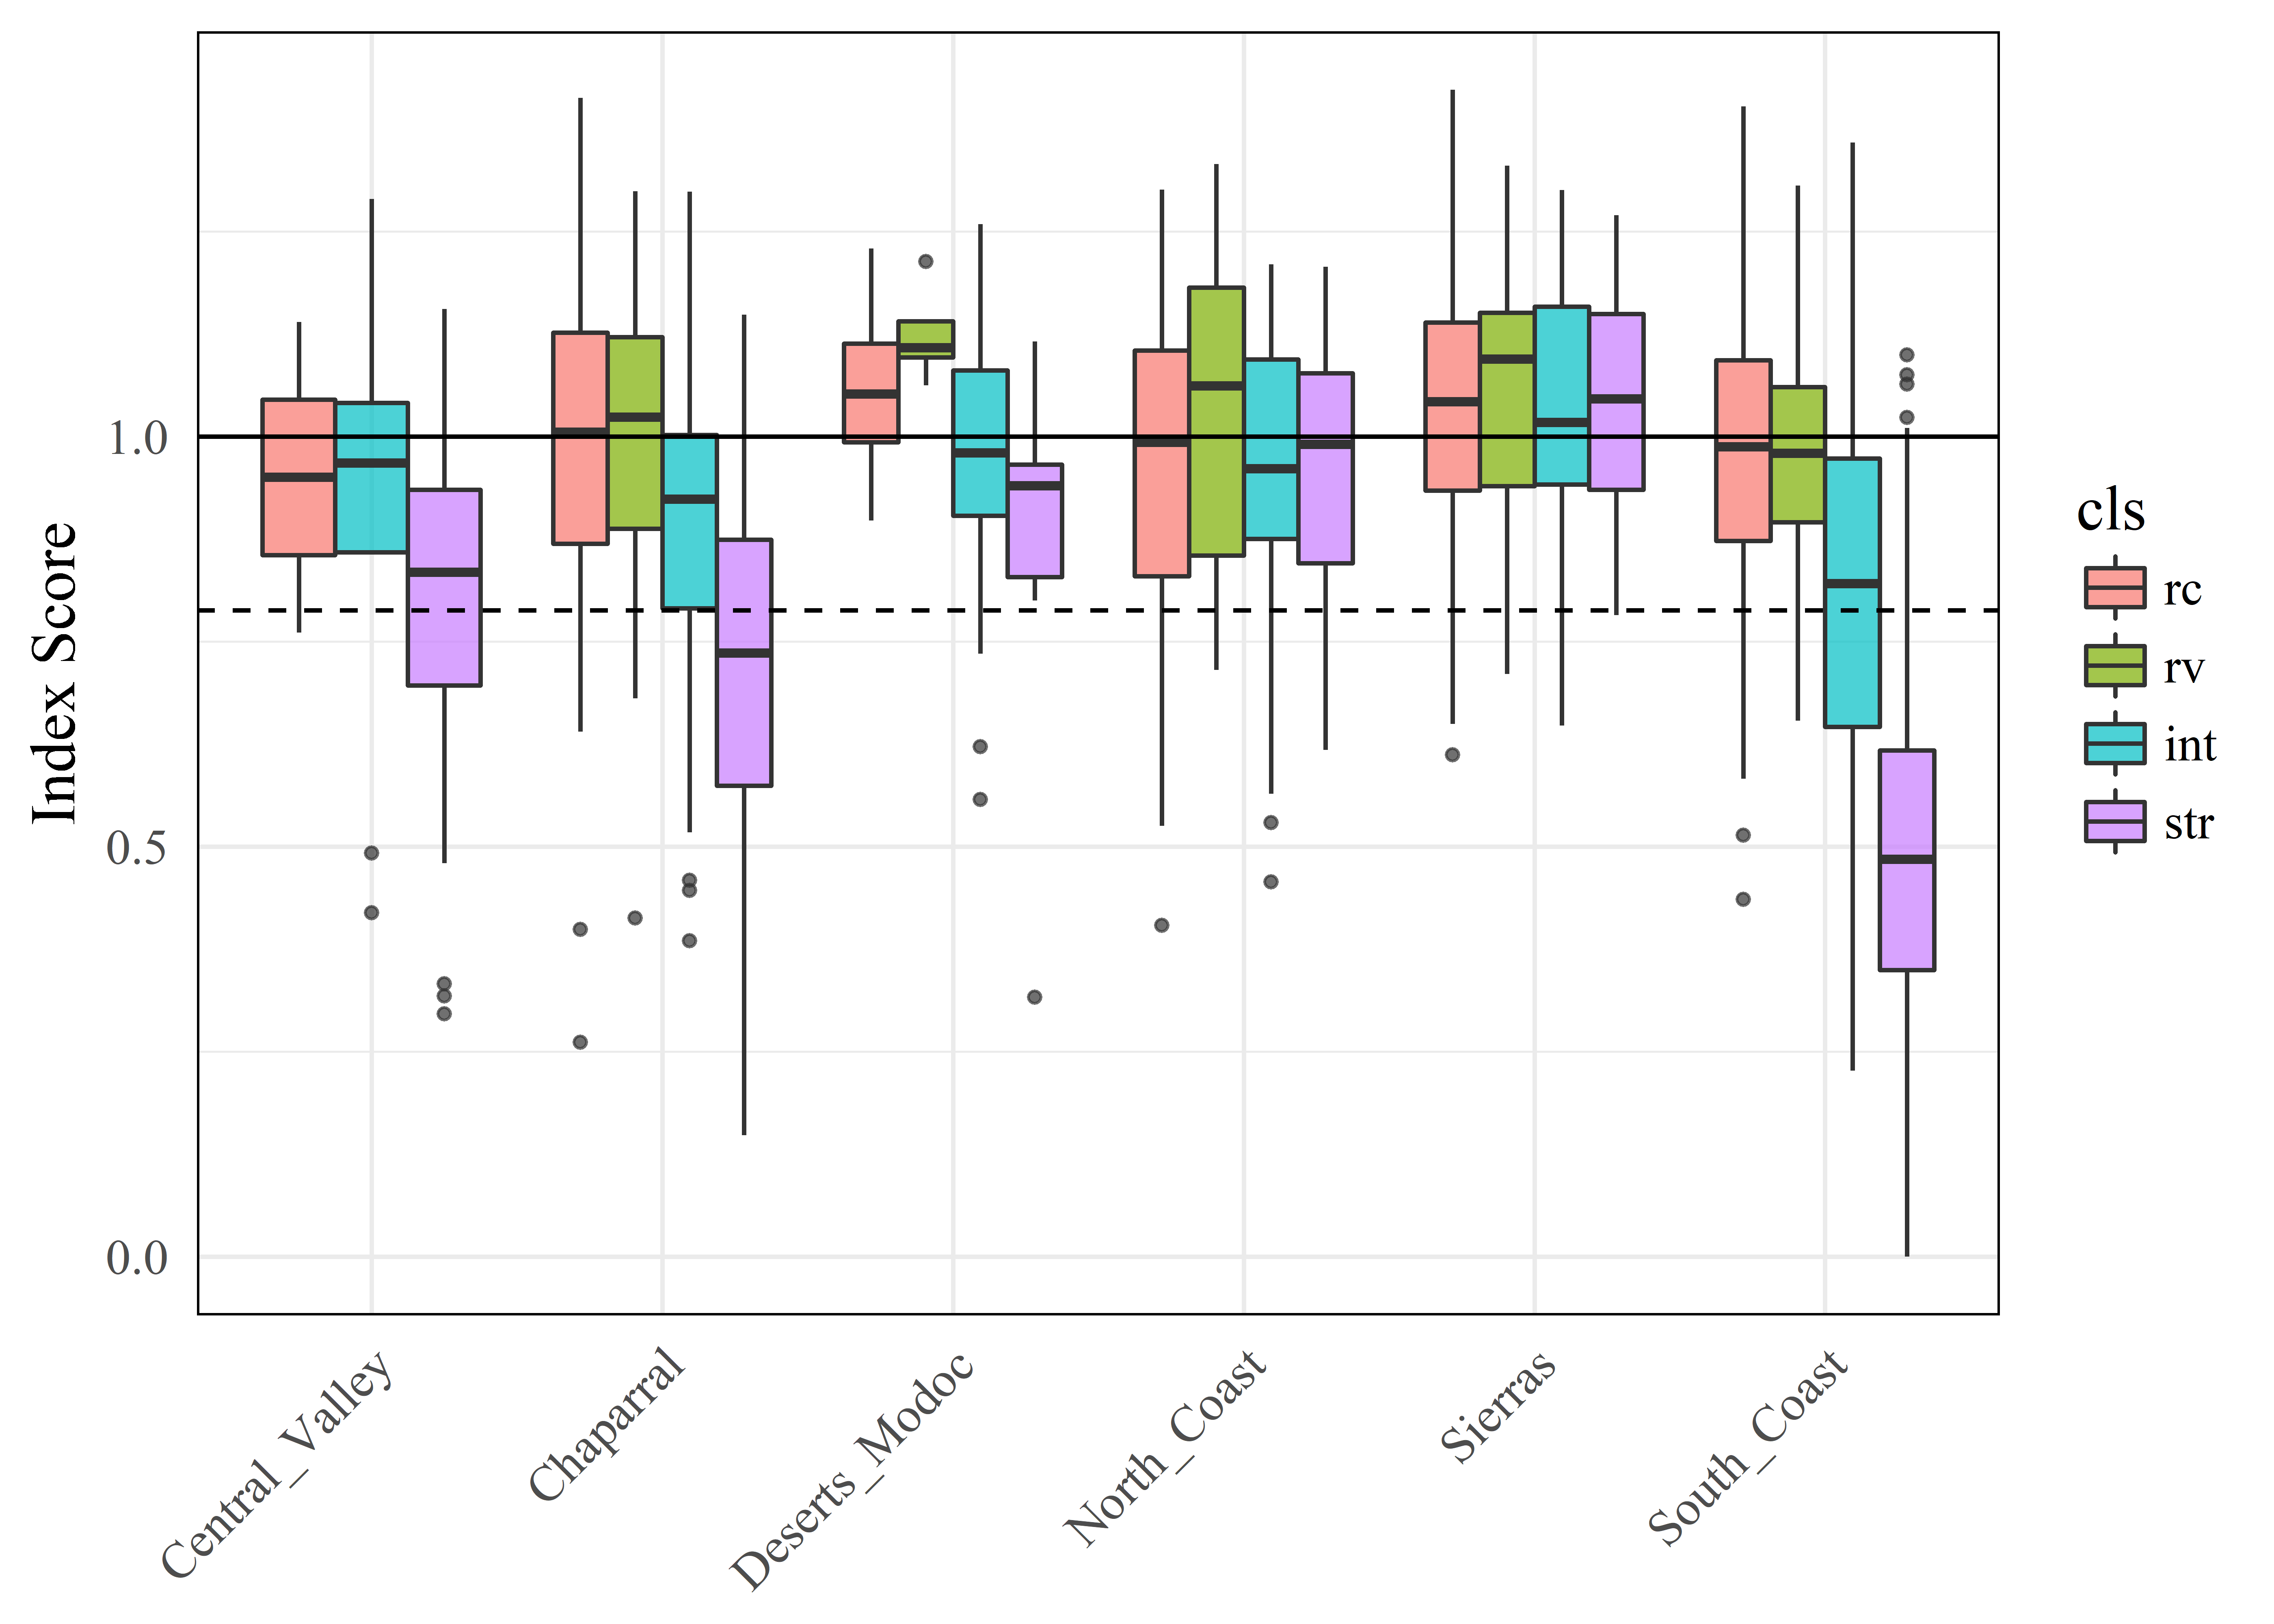 Index Score
1.0
0.5
0.0
Central_Valley
Chaparral
Deserts_Modoc
North_Coast
Sierras
South_Coast
cls
rc
rv
int
str